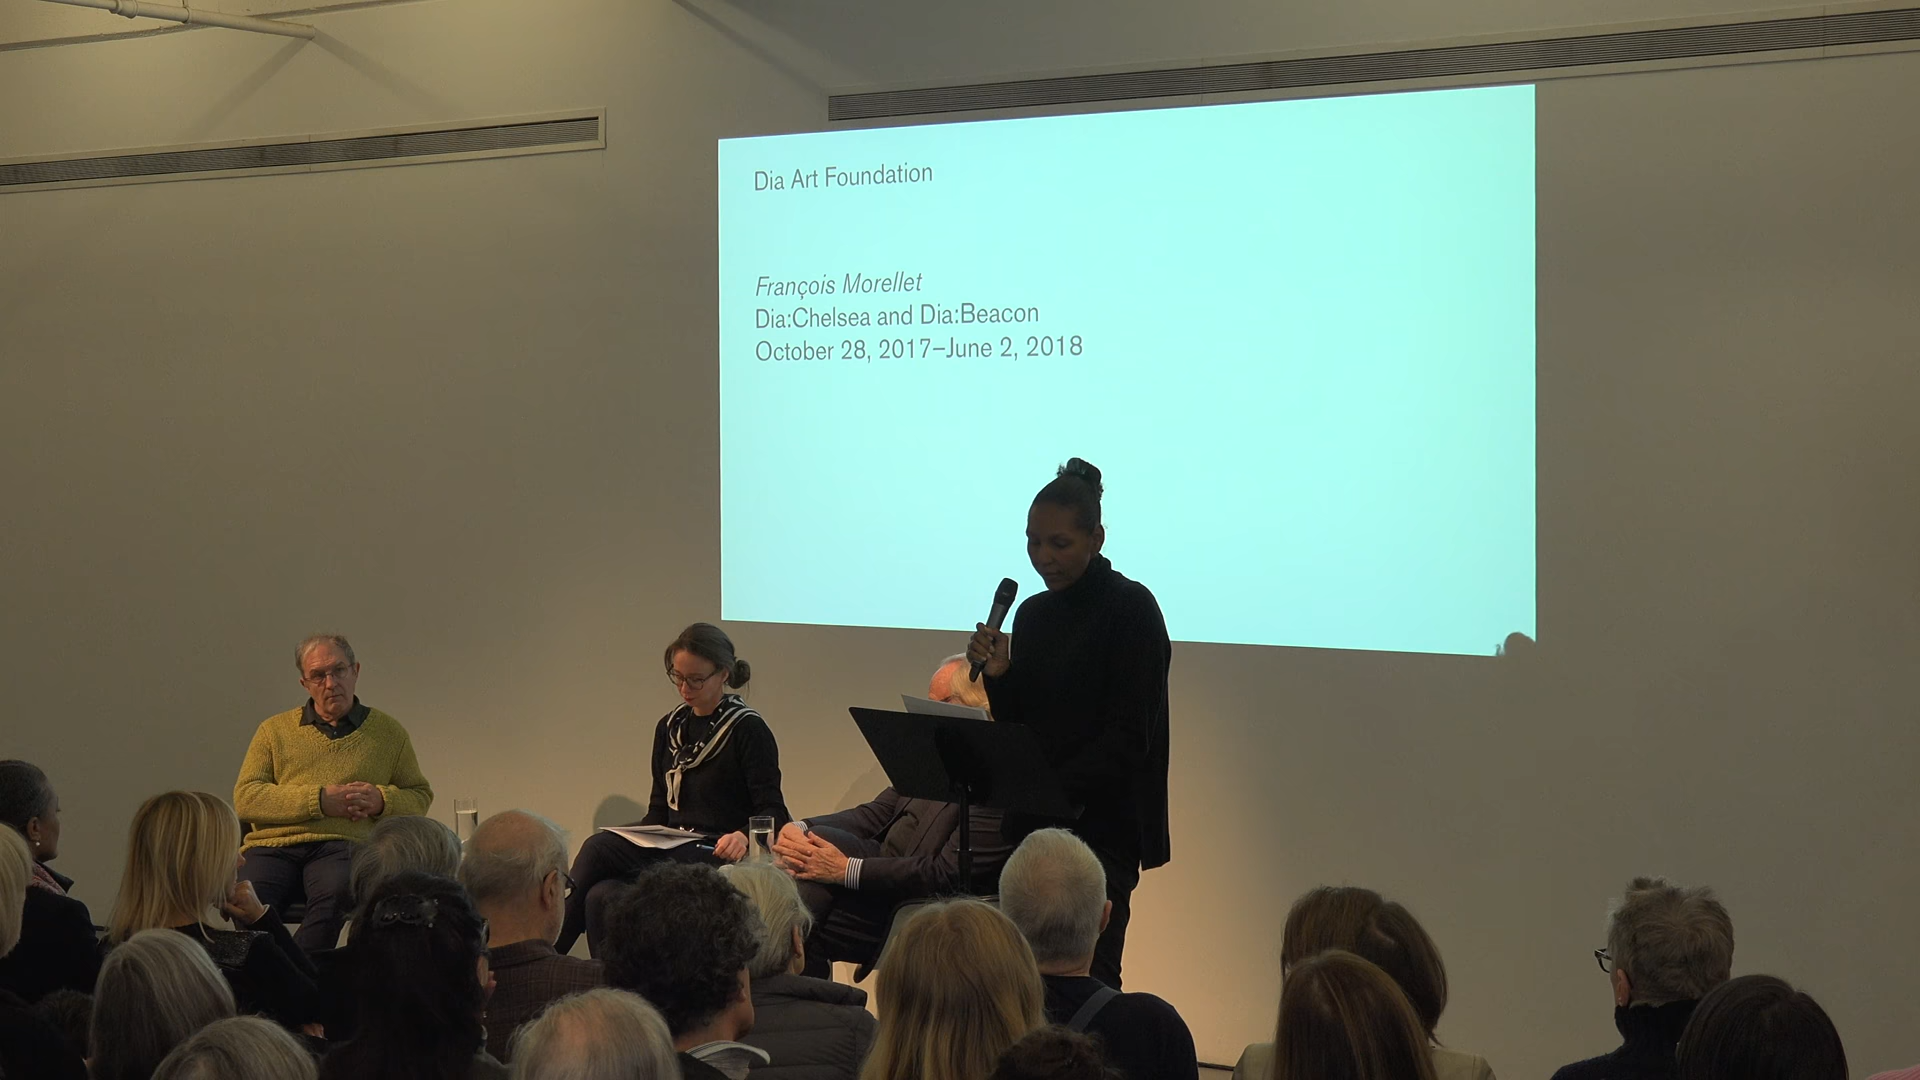 Dia Art Foundation
François Morellet
Dia:Chelsea and Dia:Beacon
October 28, 2017–June 2, 2018